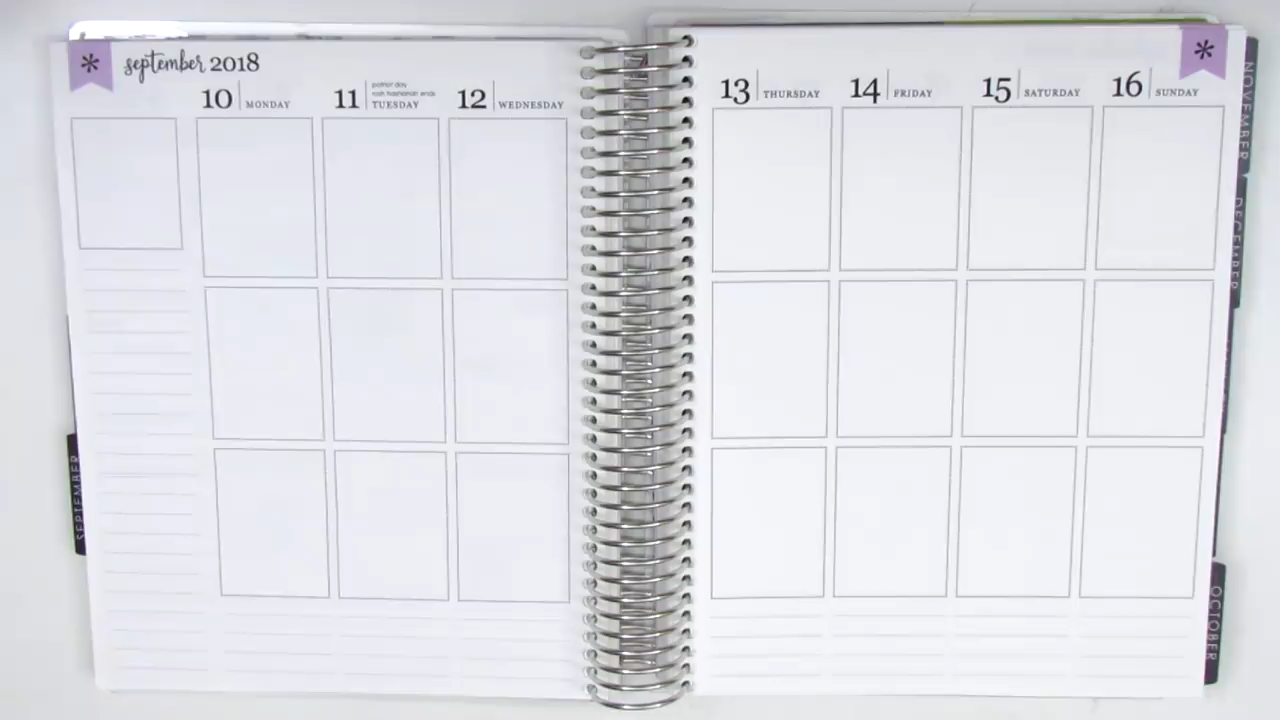 * september 2018 *
10 MONDAY
11 patriot day
rosh hashanah ends
TUESDAY
12 WEDNESDAY
13 THURSDAY
14 FRIDAY
15 SATURDAY
16 SUNDAY
NOVEMBER
DECEMBER
SEPTEMBER
OCTOBER